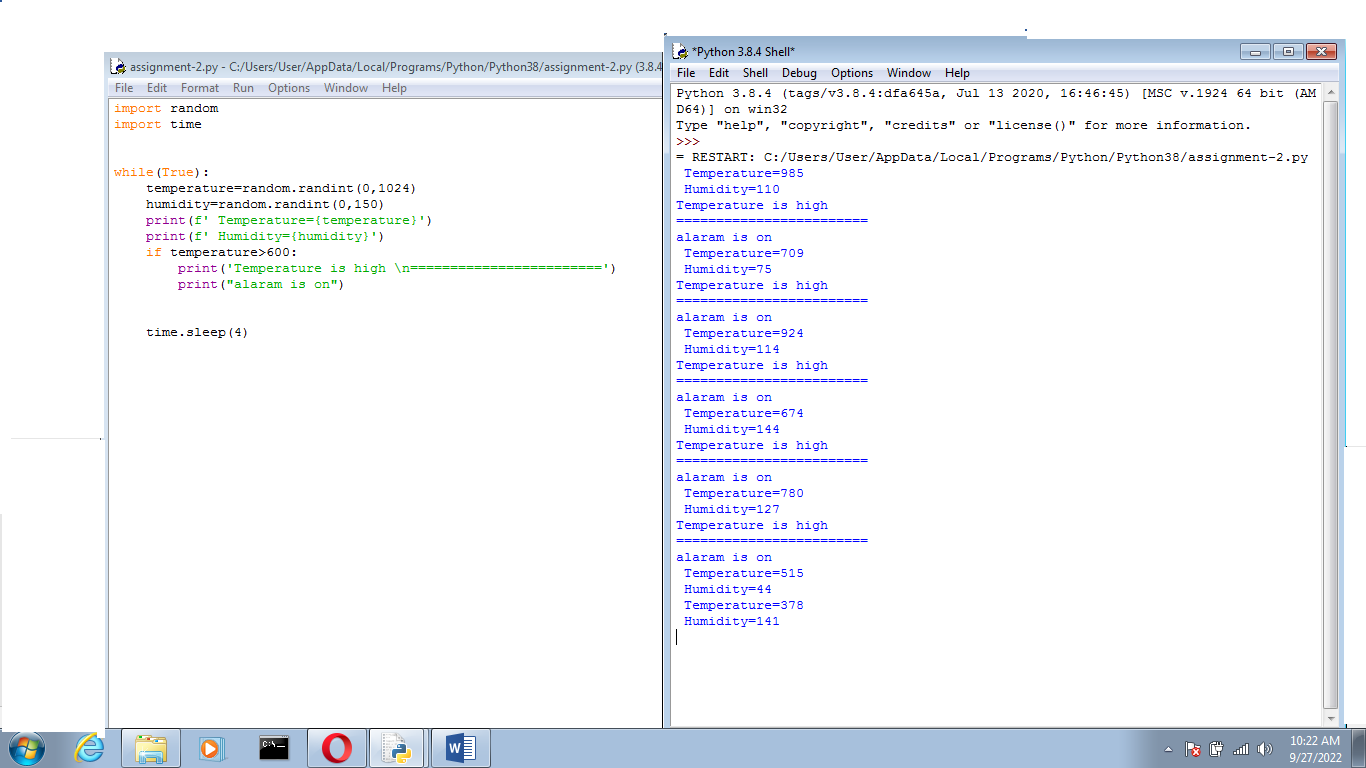 assignment-2.py - C:/Users/User/AppData/Local/Programs/Python/Python38/assignment-2.py (3.8.4
File Edit Format Run Options Window Help
import random
import time
while(True):
    temperature=random.randint(0,1024)
    humidity=random.randint(0,150)
    print(f' Temperature={temperature}')
    print(f' Humidity={humidity}')
    if temperature>600:
        print('Temperature is high \n========================')
        print("alaram is on")
    time.sleep(4)
*Python 3.8.4 Shell*
File Edit Shell Debug Options Window Help
Python 3.8.4 (tags/v3.8.4:dfa645a, Jul 13 2020, 16:46:45) [MSC v.1924 64 bit (AM
D64)] on win32
Type "help", "copyright", "credits" or "license()" for more information.
>>>
= RESTART: C:/Users/User/AppData/Local/Programs/Python/Python38/assignment-2.py
 Temperature=985
 Humidity=110
Temperature is high
========================
alaram is on
 Temperature=709
 Humidity=75
Temperature is high
========================
alaram is on
 Temperature=924
 Humidity=114
Temperature is high
========================
alaram is on
 Temperature=674
 Humidity=144
Temperature is high
========================
alaram is on
 Temperature=780
 Humidity=127
Temperature is high
========================
alaram is on
 Temperature=515
 Humidity=44
 Temperature=378
 Humidity=141
C:\_
W
10:22 AM
9/27/2022